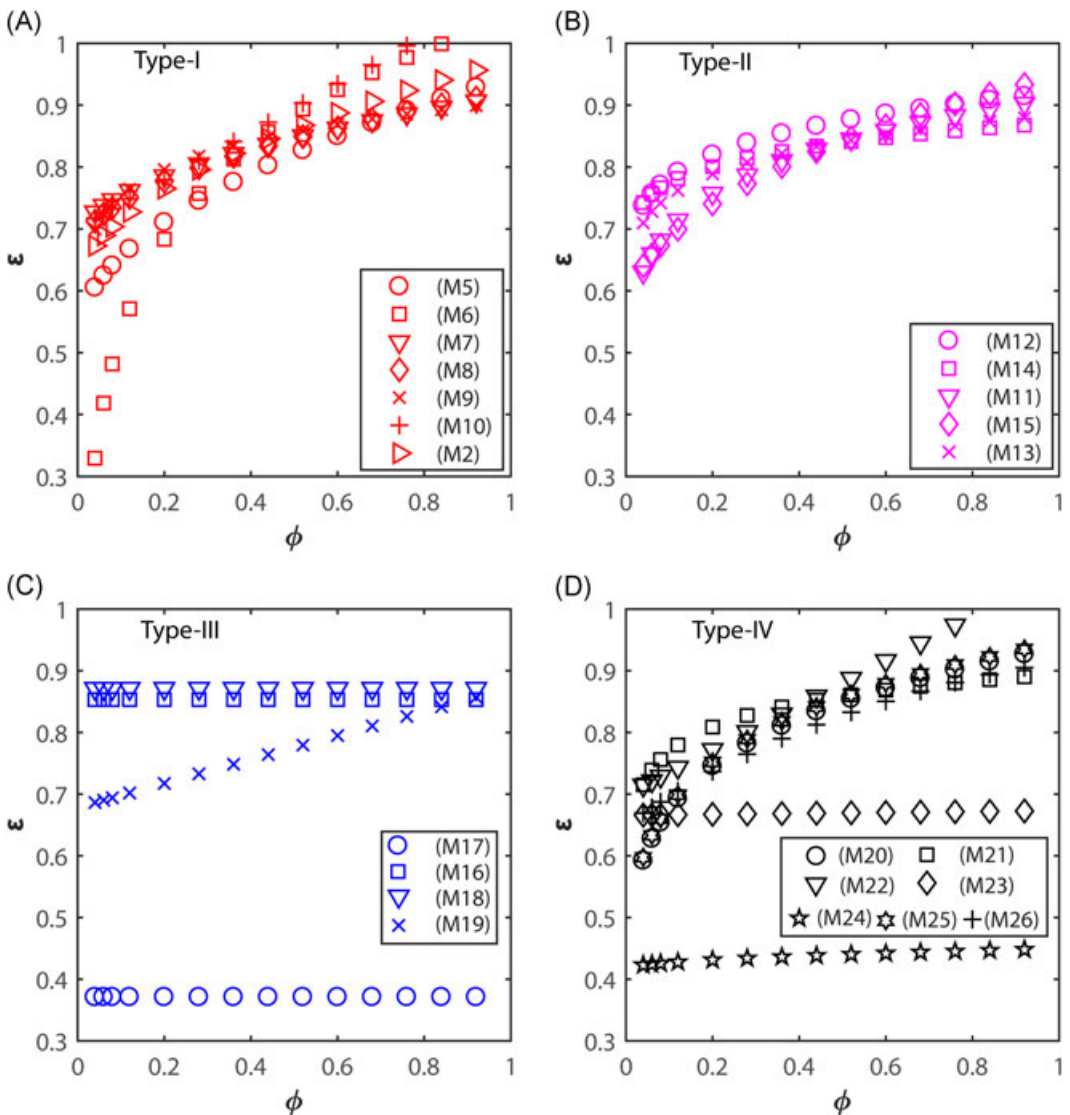 (A)
Type-I
1
0.9
0.8
0.7
0.6
0.5
0.4
0.3
ε
0 0.2 0.4 0.6 0.8 1
ϕ
(M5)
(M6)
(M7)
(M8)
(M9)
(M10)
(M2)
(B)
Type-II
1
0.9
0.8
0.7
0.6
0.5
0.4
0.3
ε
0 0.2 0.4 0.6 0.8 1
ϕ
(M12)
(M14)
(M11)
(M15)
(M13)
(C)
Type-III
1
0.9
0.8
0.7
0.6
0.5
0.4
0.3
ε
0 0.2 0.4 0.6 0.8 1
ϕ
(M17)
(M16)
(M18)
(M19)
(D)
Type-IV
1
0.9
0.8
0.7
0.6
0.5
0.4
0.3
ε
0 0.2 0.4 0.6 0.8 1
ϕ
(M20) (M21)
(M22) (M23)
(M24) (M25) (M26)